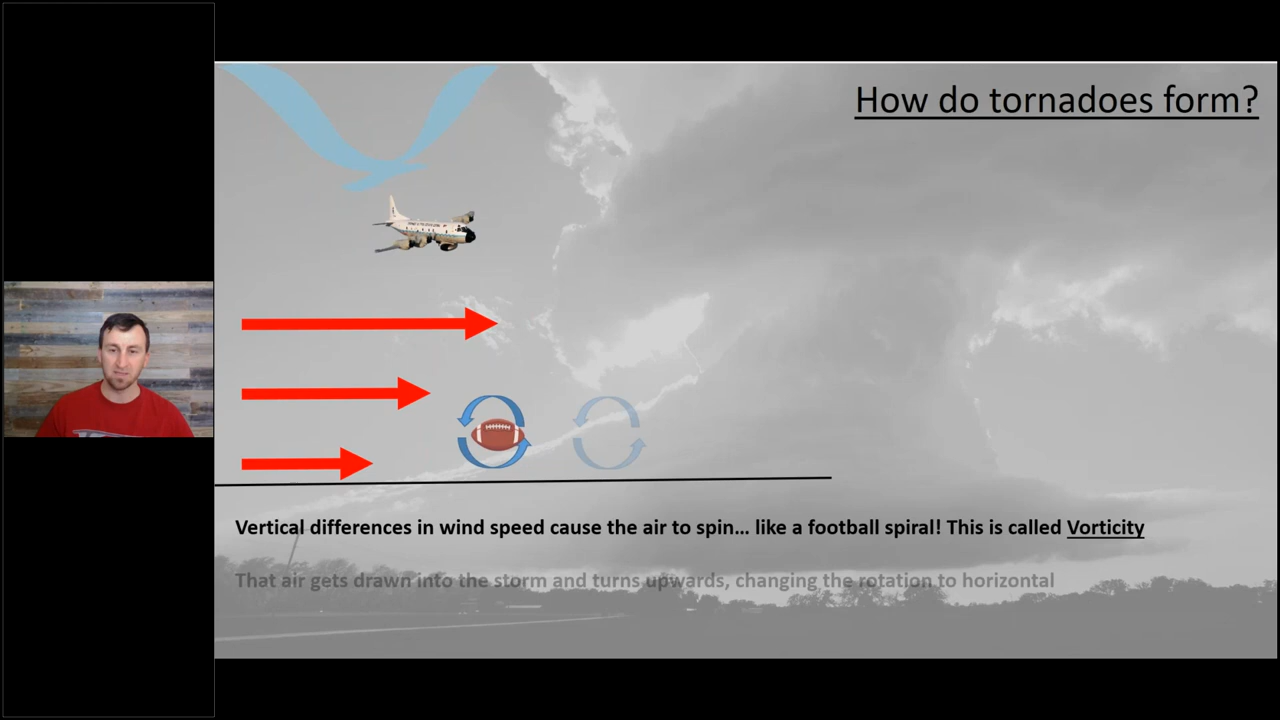 How do tornadoes form?
Vertical differences in wind speed cause the air to spin... like a football spiral! This is called Vorticity
That air gets drawn into the storm and turns upwards, changing the rotation to horizontal